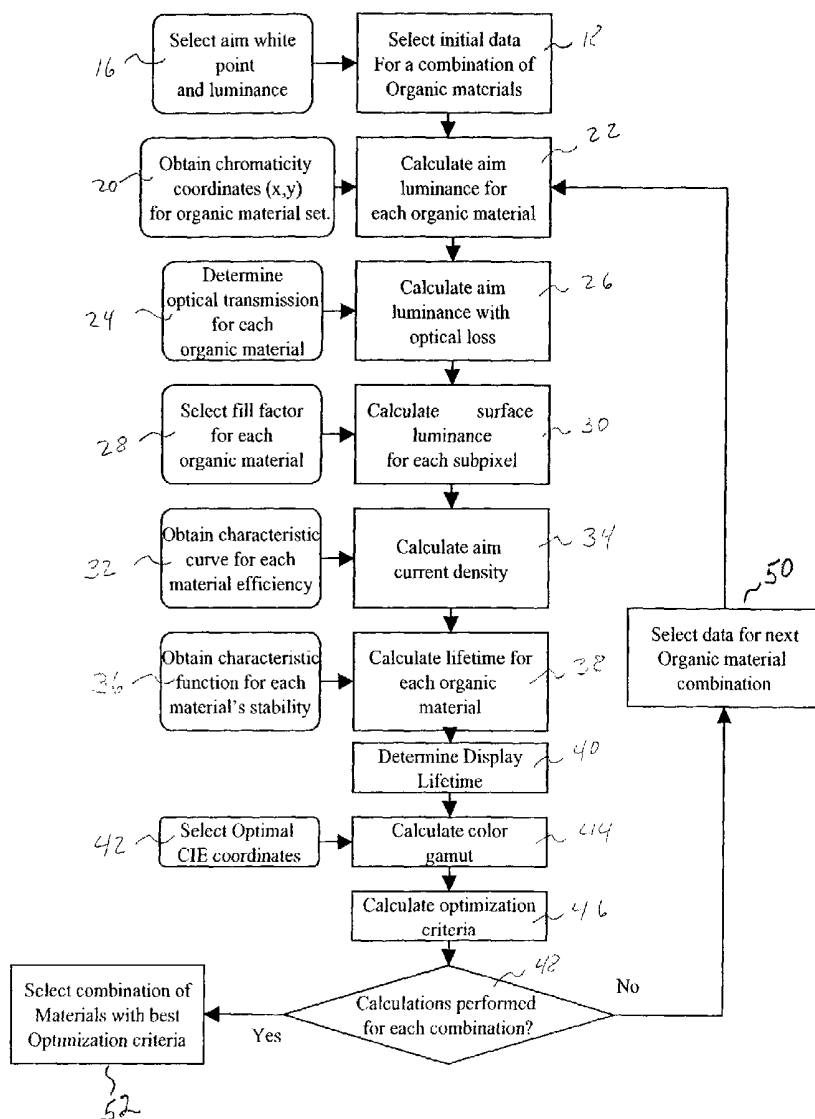 Select aim white
point
and luminance
16
Select initial data
For a combination of
Organic materials
18
Obtain chromaticity
coordinates (x,y)
for organic material set.
20
Calculate aim
luminance for
each organic material
22
Determine
optical transmission
for each
organic material
24
Calculate aim
luminance with
optical loss
26
Select fill factor
for each
organic material
28
Calculate surface
luminance
for each subpixel
30
Obtain characteristic
curve for each
material efficiency
32
Calculate aim
current density
34
Obtain characteristic
function for each
material's stability
36
Calculate lifetime for
each organic
material
38
Determine Display
Lifetime
40
Select Optimal
CIE coordinates
42
Calculate color
gamut
44
Calculate optimization
criteria
46
Calculations performed
for each combination?
48
No
Yes
Select data for next
Organic material
combination
50
Select combination of
Materials with best
Optimization criteria
52